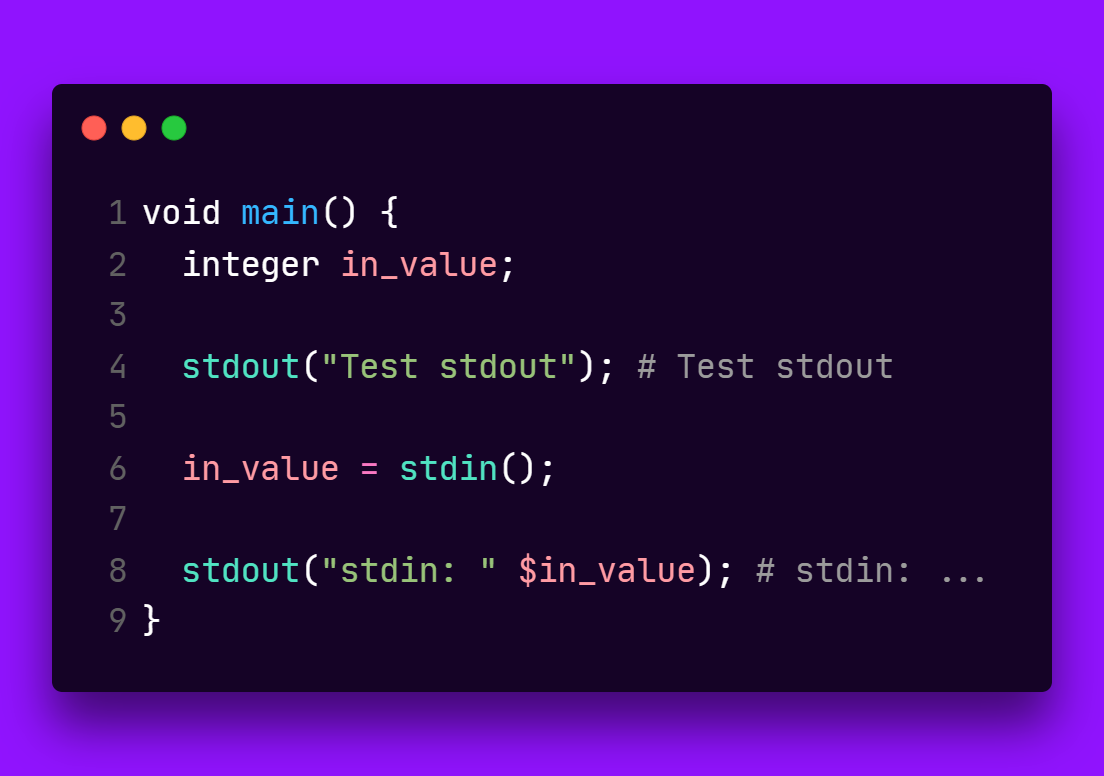 1 void main() {
2   integer in_value;
3
4   stdout("Test stdout"); # Test stdout
5
6   in_value = stdin();
7
8   stdout("stdin: " $in_value); # stdin: ...
9 }